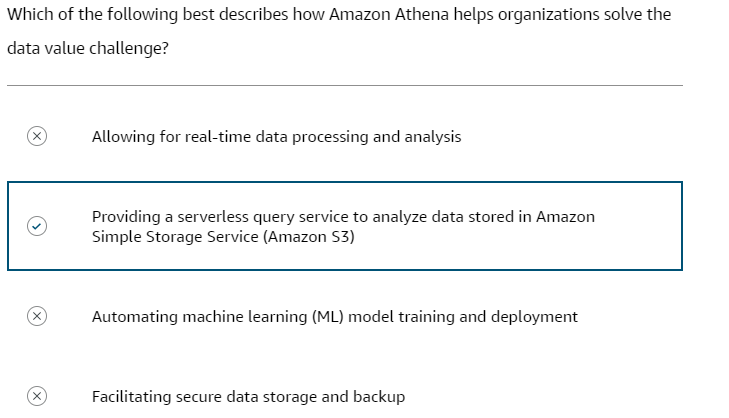 Which of the following best describes how Amazon Athena helps organizations solve the
data value challenge?
Allowing for real-time data processing and analysis
Providing a serverless query service to analyze data stored in Amazon
Simple Storage Service (Amazon S3)
Automating machine learning (ML) model training and deployment
Facilitating secure data storage and backup